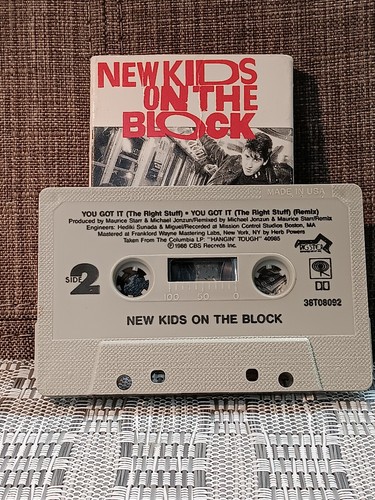 NEW KIDS
ON THE
BLOCK
MADE IN USA
YOU GOT IT (The Right Stuff) • YOU GOT IT (The Right Stuff) (Remix)
Produced by Maurice Starr & Michael Jonzun/Remixed by Michael Jonzun & Maurice Starr/Remix
Engineers: Hediki Sunada & Miguel/Recorded at Mission Control Studios Boston, MA
Mastered at Frankford Wayne Mastering Labs, New York, NY by Herb Powers
Taken From The Columbia LP: "HANGIN' TOUGH" 40985
℗ 1988 CBS Records Inc.
SIDE 2
100 50
38T08092
NEW KIDS ON THE BLOCK